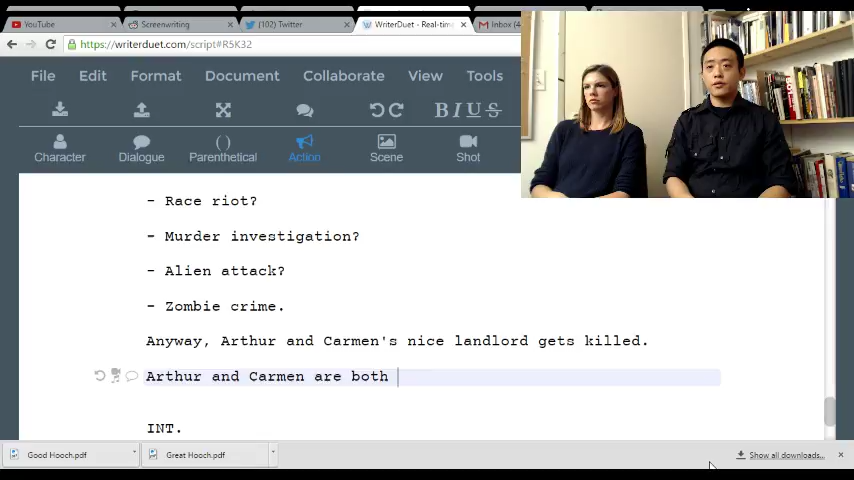 YouTube
Screenwriting
(102) Twitter
WriterDuet - Real-time
Inbox (4
https://writerduet.com/script#R5K32
File Edit Format Document Collaborate View Tools
B I U S
Character Dialogue Parenthetical Action Scene Shot
- Race riot?
- Murder investigation?
- Alien attack?
- Zombie crime.
Anyway, Arthur and Carmen's nice landlord gets killed.
Arthur and Carmen are both
INT.
Good Hooch.pdf
Great Hooch.pdf
Show all downloads...